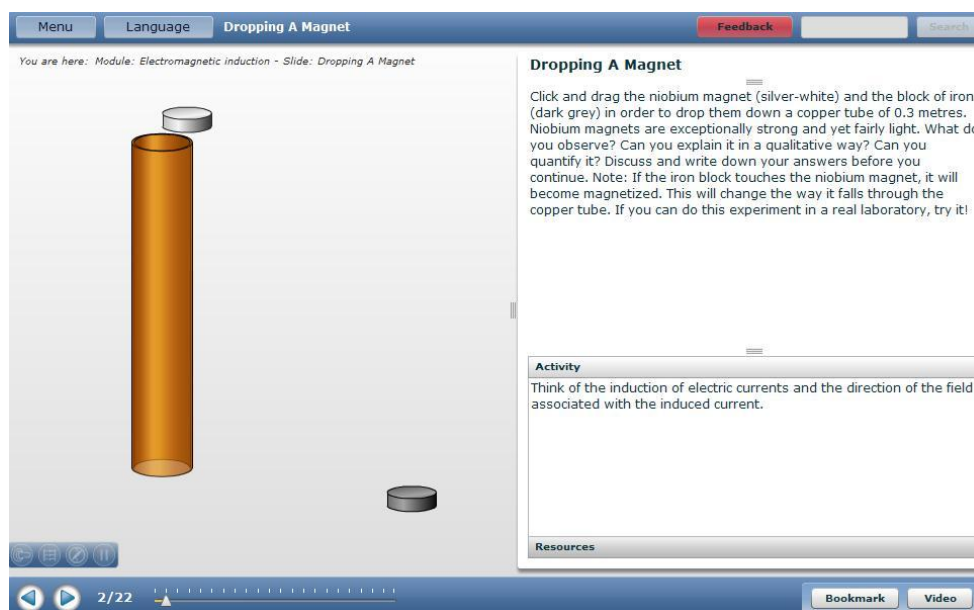 Menu
Language
Dropping A Magnet
Feedback
Search
You are here: Module: Electromagnetic induction - Slide: Dropping A Magnet
Dropping A Magnet
Click and drag the niobium magnet (silver-white) and the block of iron
(dark grey) in order to drop them down a copper tube of 0.3 metres.
Niobium magnets are exceptionally strong and yet fairly light. What do
you observe? Can you explain it in a qualitative way? Can you
quantify it? Discuss and write down your answers before you
continue. Note: If the iron block touches the niobium magnet, it will
become magnetized. This will change the way it falls through the
copper tube. If you can do this experiment in a real laboratory, try it!
Activity
Think of the induction of electric currents and the direction of the field
associated with the induced current.
Resources
2/22
Bookmark
Video